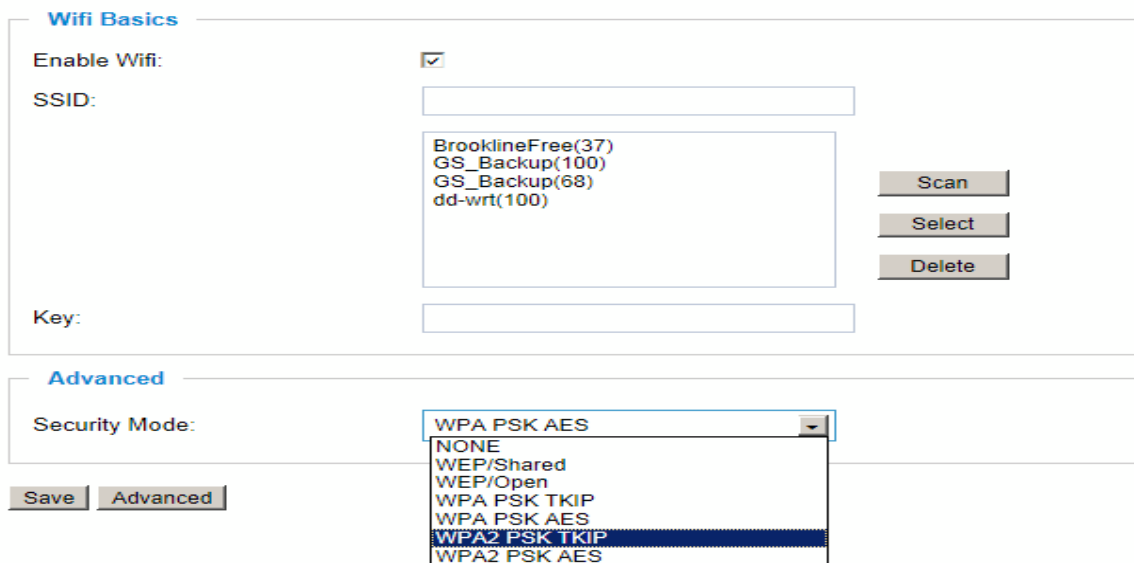 Wifi Basics
Enable Wifi:
SSID:
BrooklineFree(37)
GS_Backup(100)
GS_Backup(68)
dd-wrt(100)
Scan
Select
Delete
Key:
Advanced
Security Mode:
WPA PSK AES
NONE
WEP/Shared
WEP/Open
WPA PSK TKIP
WPA PSK AES
WPA2 PSK TKIP
WPA2 PSK AES
Save
Advanced